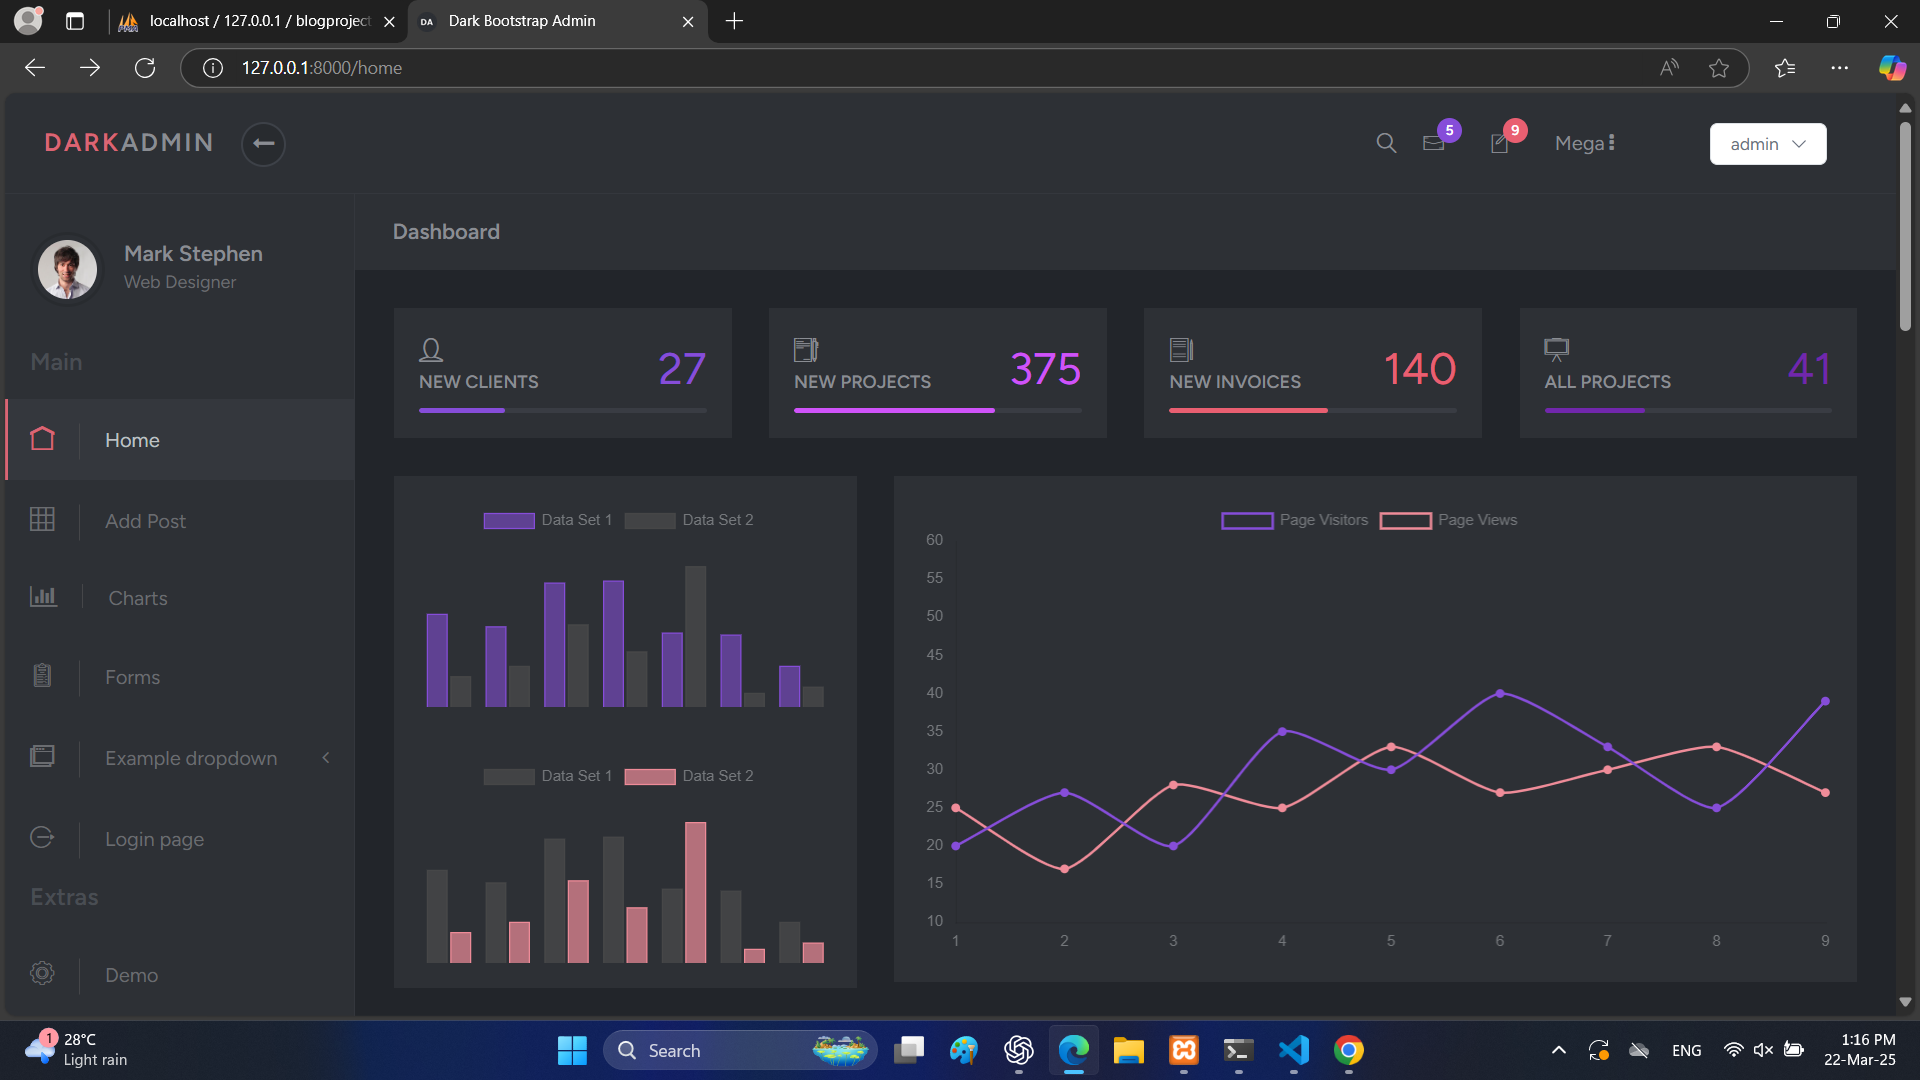 localhost / 127.0.0.1 / blogproject
DA
Dark Bootstrap Admin
127.0.0.1:8000/home
DARKADMIN
5
9
Mega
admin
Mark Stephen
Web Designer
Main
Home
Add Post
Charts
Forms
Example dropdown
Login page
Extras
Demo
Dashboard
NEW CLIENTS
27
NEW PROJECTS
375
NEW INVOICES
140
ALL PROJECTS
41
Data Set 1
Data Set 2
Data Set 1
Data Set 2
Page Visitors
Page Views
60
55
50
45
40
35
30
25
20
15
10
1 2 3 4 5 6 7 8 9
1
28°C
Light rain
Search
ENG
1:16 PM
22-Mar-25